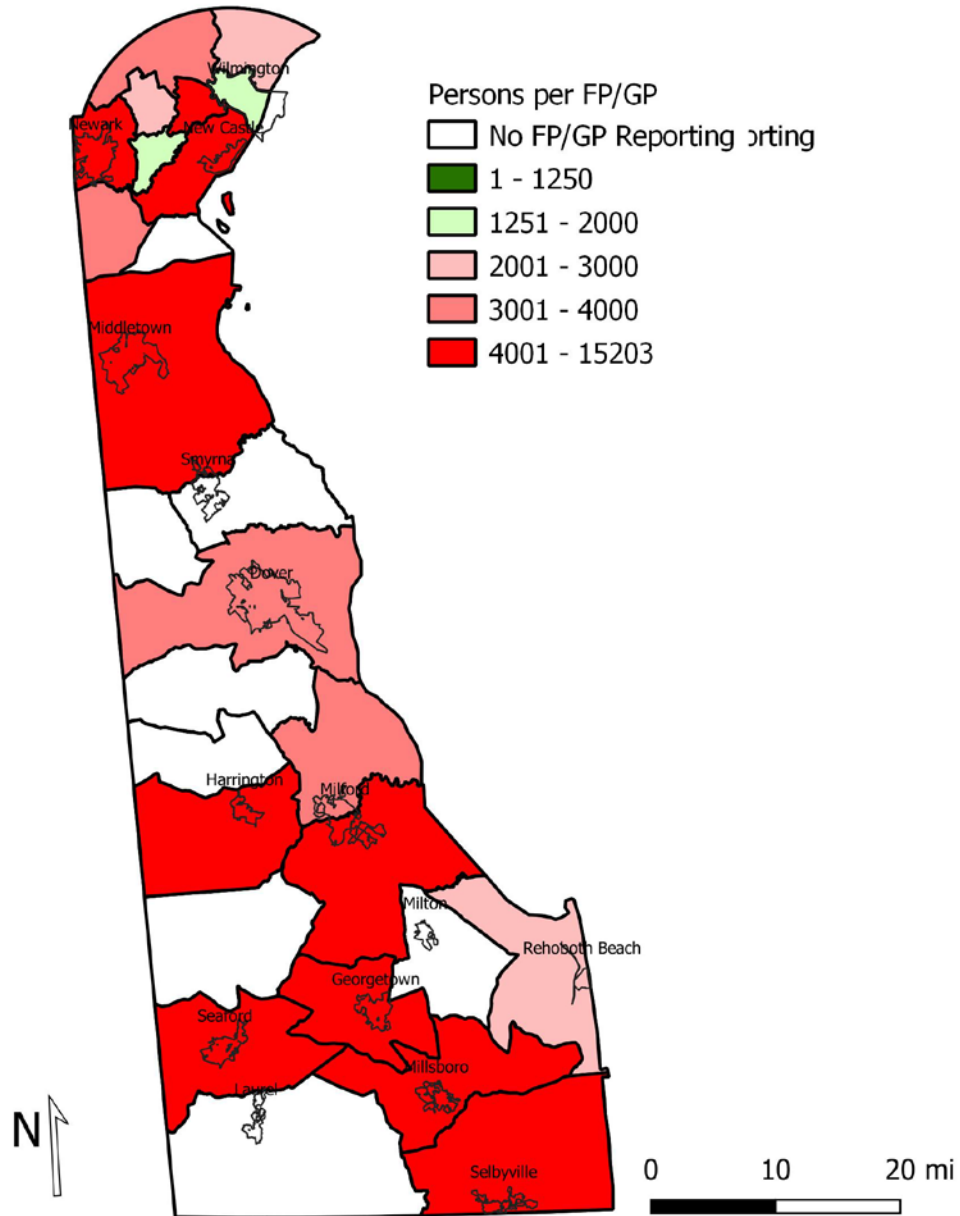 Wilmington
Newark
New Castle
Persons per FP/GP
No FP/GP Reporting orting
1 - 1250
1251 - 2000
2001 - 3000
3001 - 4000
4001 - 15203
Middletown
Smyrna
Dover
Harrington
Milford
Milton
Rehoboth Beach
Georgetown
Seaford
Millsboro
Laurel
Selbyville
N
0 10 20 mi